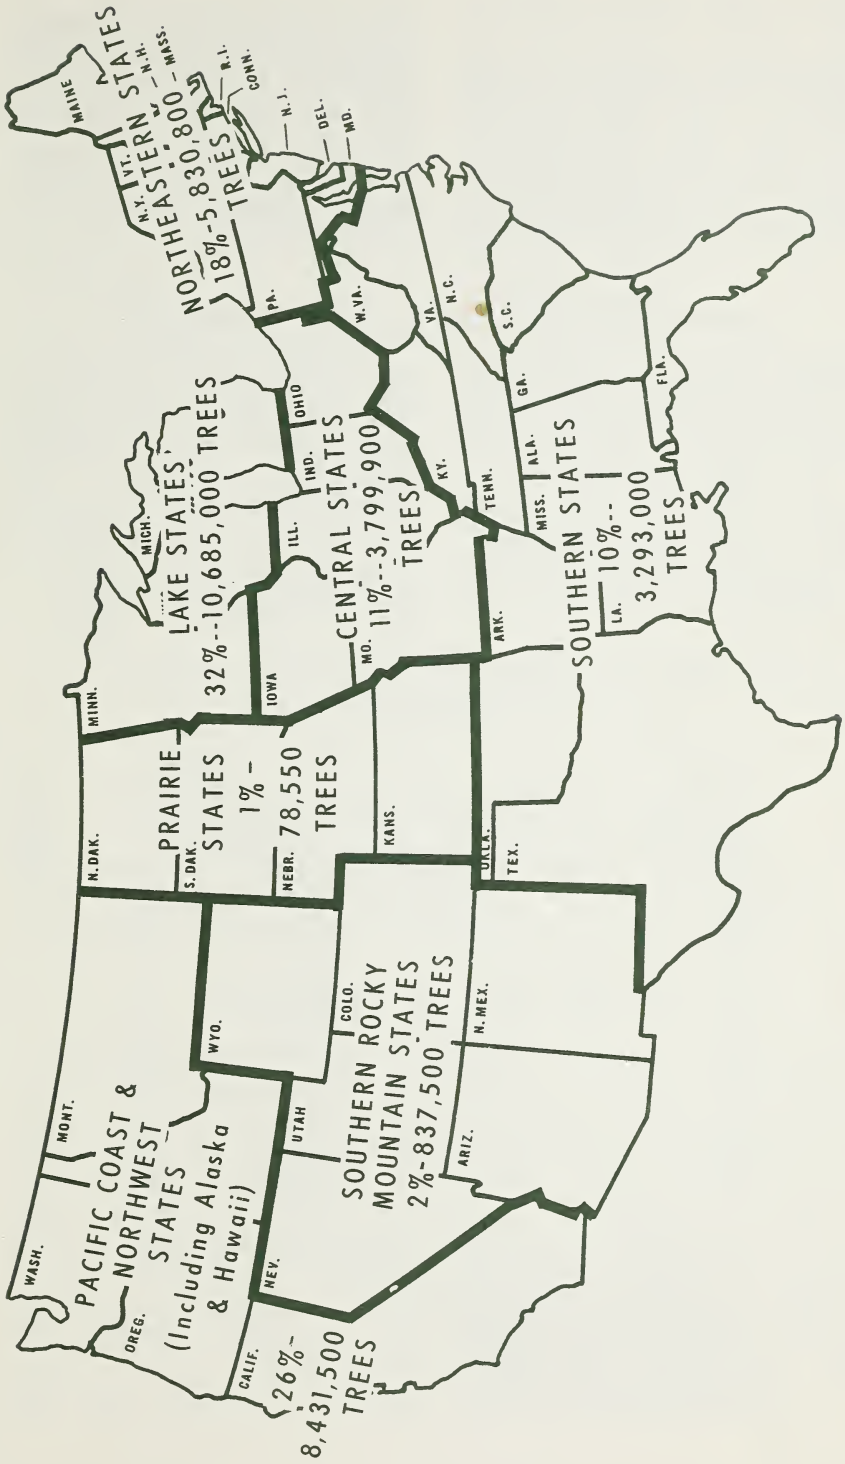 WASH.
MONT.
PACIFIC COAST &
NORTHWEST
STATES
(Including Alaska
& Hawaii)
OREG.
CALIF.
26%-
8,431,500
TREES
NEV.
UTAH
WYO.
COLO.
SOUTHERN ROCKY
MOUNTAIN STATES
2%-837,500 TREES
ARIZ.
N. MEX.
N. DAK.
PRAIRIE
STATES
1% -
78,550
TREES
S. DAK.
NEBR.
KANS.
OKLA.
TEX.
MINN.
MICH.
LAKE STATES
32%--10,685,000 TREES
IOWA
ILL.
IND.
OHIO
MO.
CENTRAL STATES
11%--3,799,900
TREES
KY.
TENN.
ARK.
MISS.
ALA.
GA.
SOUTHERN STATES
10%--
3,293,000
TREES
LA.
FLA.
S.C.
N.C.
VA.
W. VA.
PA.
MAINE
VT.
N.Y.
NORTHEASTERN STATES
18%-5,830,800
TREES
N.H.
MASS.
R.I.
CONN.
N.J.
DEL.
MD.